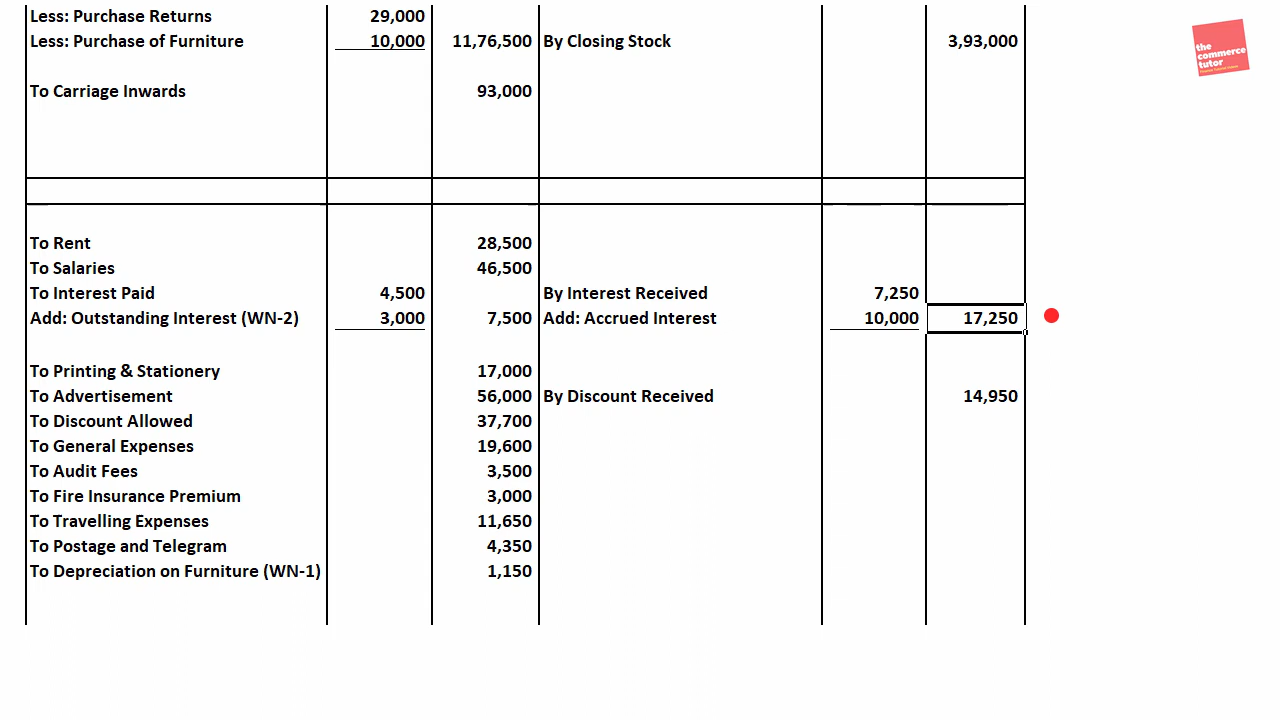 Less: Purchase Returns 29,000
Less: Purchase of Furniture 10,000 11,76,500 By Closing Stock 3,93,000
the commerce tutor
To Carriage Inwards 93,000
To Rent 28,500
To Salaries 46,500
To Interest Paid 4,500 By Interest Received 7,250
Add: Outstanding Interest (WN-2) 3,000 7,500 Add: Accrued Interest 10,000 17,250
To Printing & Stationery 17,000
To Advertisement 56,000 By Discount Received 14,950
To Discount Allowed 37,700
To General Expenses 19,600
To Audit Fees 3,500
To Fire Insurance Premium 3,000
To Travelling Expenses 11,650
To Postage and Telegram 4,350
To Depreciation on Furniture (WN-1) 1,150